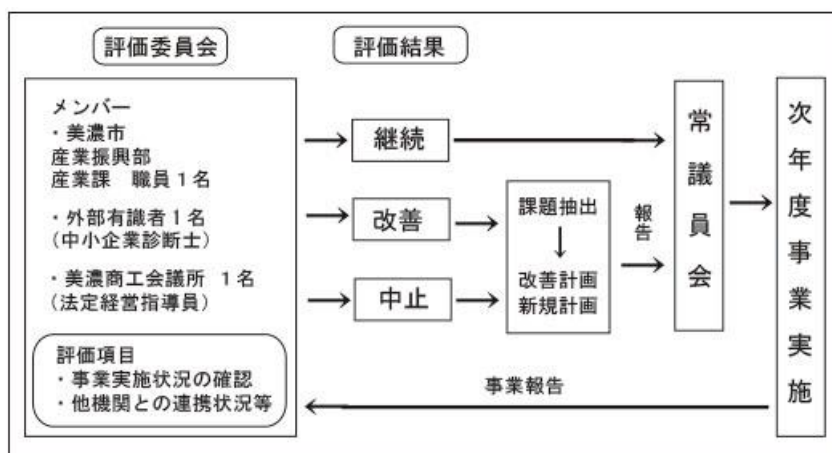 評価委員会
評価結果
メンバー
・美濃市
産業振興部
産業課 職員1名
・外部有識者1名
(中小企業診断士)
・美濃商工会議所 1名
(法定経営指導員)
評価項目
・事業実施状況の確認
・他機関との連携状況等
継続
改善
中止
課題抽出
改善計画
新規計画
報告
常議員会
次年度事業実施
事業報告